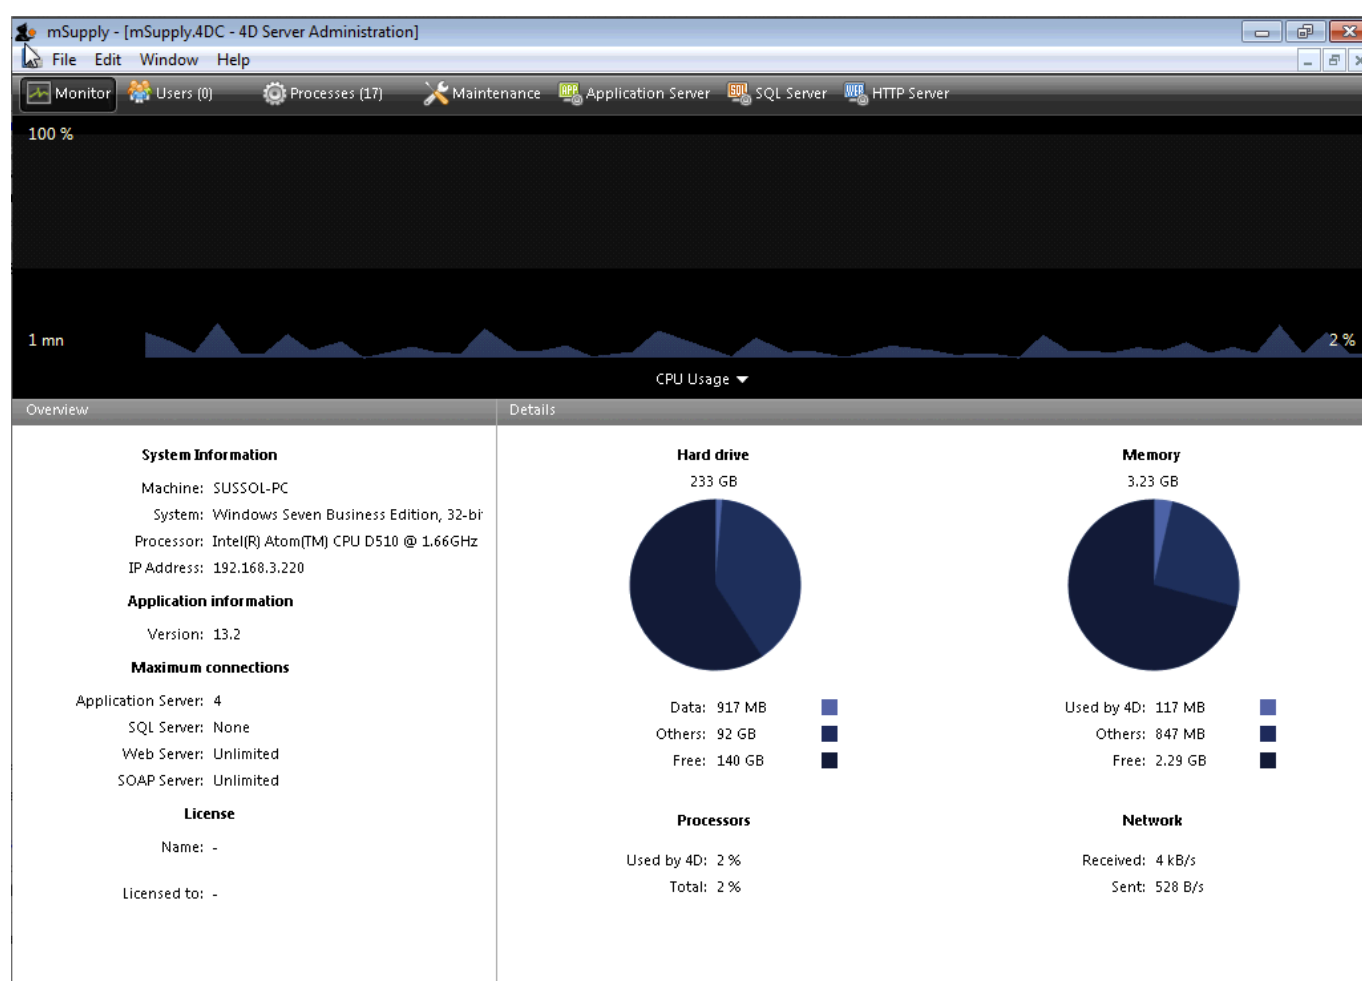 mSupply - [mSupply.4DC - 4D Server Administration]
File Edit Window Help
Monitor Users (0) Processes (17) Maintenance Application Server SQL Server HTTP Server
100 %
1 mn
2 %
CPU Usage
Overview
Details
System Information
Machine: SUSSOL-PC
System: Windows Seven Business Edition, 32-bi
Processor: Intel(R) Atom(TM) CPU D510 @ 1.66GHz
IP Address: 192.168.3.220
Application information
Version: 13.2
Maximum connections
Application Server: 4
SQL Server: None
Web Server: Unlimited
SOAP Server: Unlimited
License
Name: -
Licensed to: -
Hard drive
233 GB
Data: 917 MB
Others: 92 GB
Free: 140 GB
Processors
Used by 4D: 2 %
Total: 2 %
Memory
3.23 GB
Used by 4D: 117 MB
Others: 847 MB
Free: 2.29 GB
Network
Received: 4 kB/s
Sent: 528 B/s